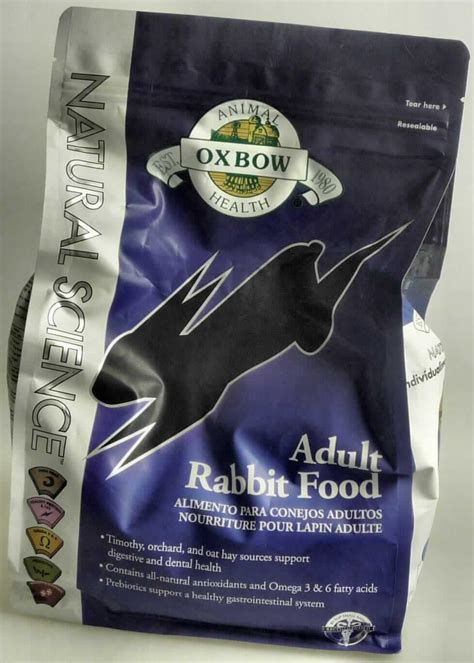 Tear here
Resealable
ANIMAL
EST. OXBOW 1980
HEALTH
NATURAL SCIENCE™
Adult
Rabbit Food
ALIMENTO PARA CONEJOS ADULTOS
NOURRITURE POUR LAPIN ADULTE
• Timothy, orchard, and oat hay sources support
digestive and dental health
• Contains all-natural antioxidants and Omega 3 & 6 fatty acids
• Prebiotics support a healthy gastrointestinal system